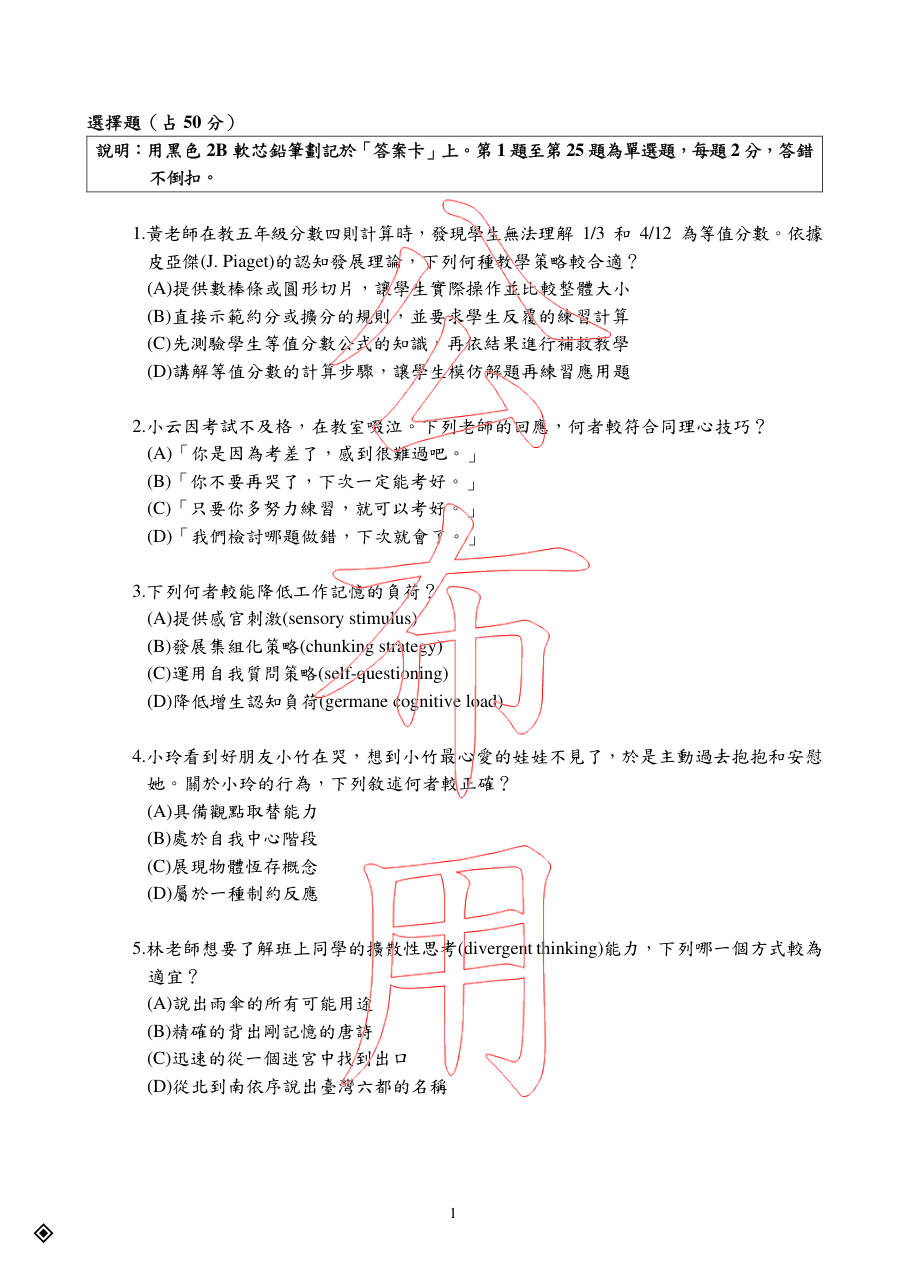 選擇題（占 50 分）
說明：用黑色 2B 軟芯鉛筆劃記於「答案卡」上。第 1 題至第 25 題為單選題，每題 2 分，答錯
不倒扣。
1.黃老師在教五年級分數四則計算時，發現學生無法理解 1/3 和 4/12 為等值分數。依據
皮亞傑(J. Piaget)的認知發展理論，下列何種教學策略較合適？
(A)提供數棒條或圓形切片，讓學生實際操作並比較整體大小
(B)直接示範約分或擴分的規則，並要求學生反覆的練習計算
(C)先測驗學生等值分數公式的知識，再依結果進行補救教學
(D)講解等值分數的計算步驟，讓學生模仿解題再練習應用題
2.小云因考試不及格，在教室啜泣。下列老師的回應，何者較符合同理心技巧？
(A)「你是因為考差了，感到很難過吧。」
(B)「你不要再哭了，下次一定能考好。」
(C)「只要你多努力練習，就可以考好。」
(D)「我們檢討哪題做錯，下次就會了。」
3.下列何者較能降低工作記憶的負荷？
(A)提供感官刺激(sensory stimulus)
(B)發展集組化策略(chunking strategy)
(C)運用自我質問策略(self-questioning)
(D)降低增生認知負荷(germane cognitive load)
4.小玲看到好朋友小竹在哭，想到小竹最心愛的娃娃不見了，於是主動過去抱抱和安慰
她。關於小玲的行為，下列敘述何者較正確？
(A)具備觀點取替能力
(B)處於自我中心階段
(C)展現物體恆存概念
(D)屬於一種制約反應
5.林老師想要了解班上同學的擴散性思考(divergent thinking)能力，下列哪一個方式較為
適宜？
(A)說出雨傘的所有可能用途
(B)精確的背出剛記憶的唐詩
(C)迅速的從一個迷宮中找到出口
(D)從北到南依序說出臺灣六都的名稱
公
布
用
1